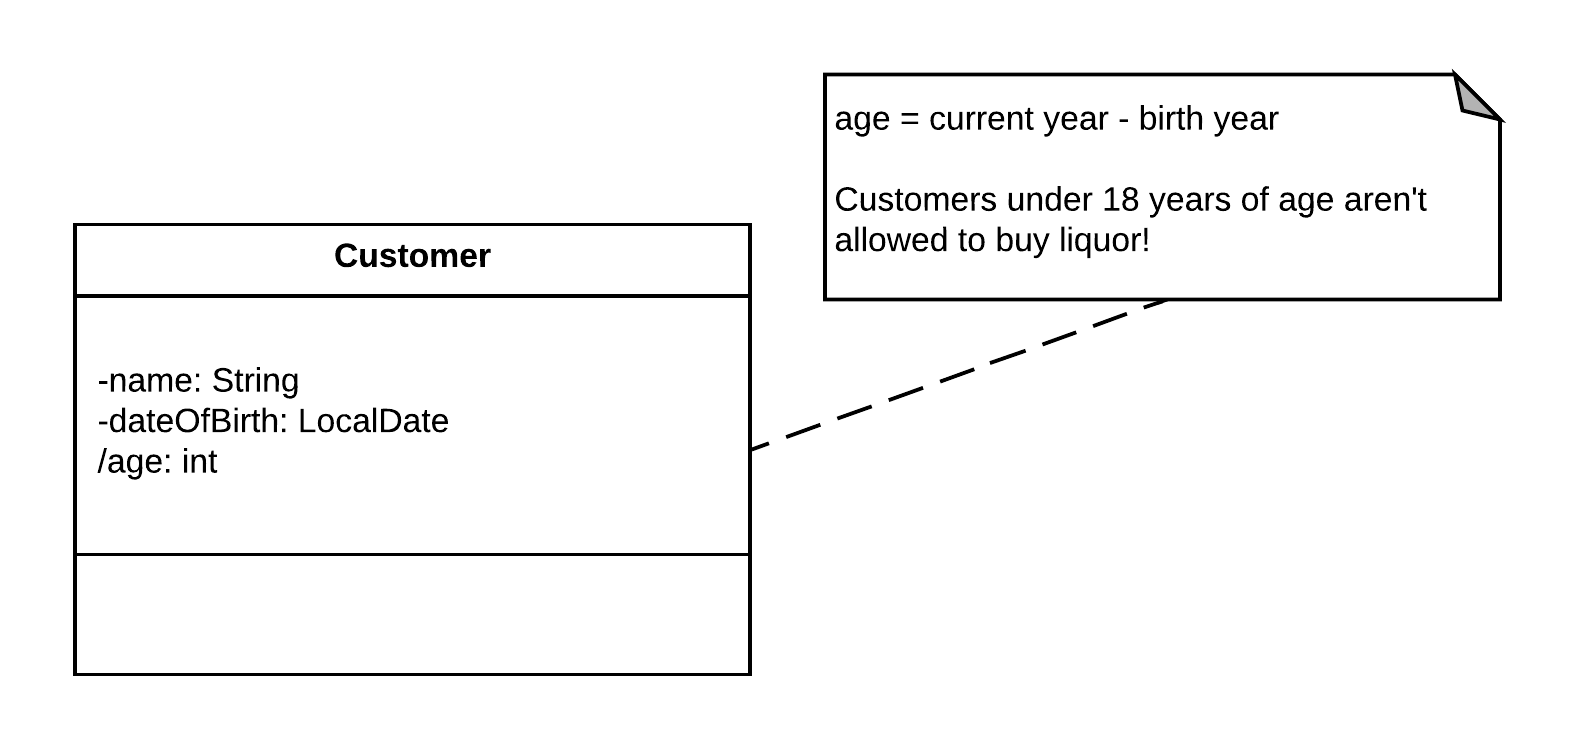 age = current year - birth year
Customers under 18 years of age aren't
allowed to buy liquor!
Customer
-name: String
-dateOfBirth: LocalDate
/age: int